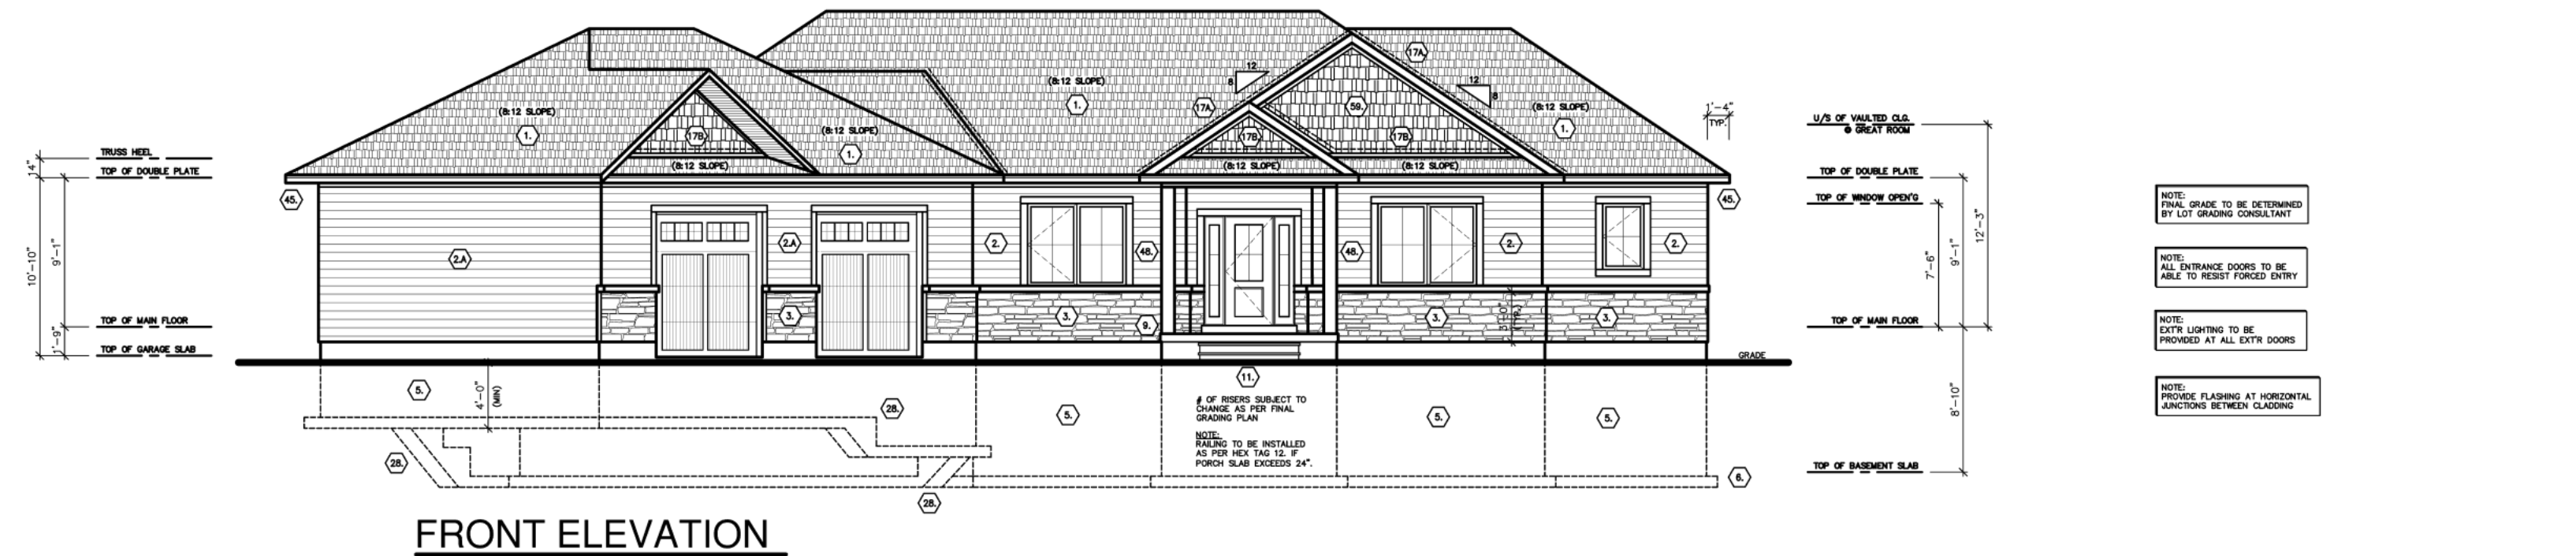 17A.
12
8
(8:12 SLOPE)
1.
17A.
59.
12
8
(8:12 SLOPE)
1.
1'-4"
TYP.
(8:12 SLOPE)
1.
17B.
(8:12 SLOPE)
1.
17B.
17B.
(8:12 SLOPE)
(8:12 SLOPE)
(8:12 SLOPE)
TRUSS HEEL
TOP OF DOUBLE PLATE
14"
10'-10"
9'-1"
1'-9"
TOP OF MAIN FLOOR
TOP OF GARAGE SLAB
45.
2.A
2.A
2.
48.
48.
2.
2.
45.
3.
3.
9.
3.
3'-0"
(TYP.)
3.
U/S OF VAULTED CLG.
@ GREAT ROOM
TOP OF DOUBLE PLATE
TOP OF WINDOW OPEN'G
TOP OF MAIN FLOOR
7'-6"
9'-1"
12'-3"
8'-10"
TOP OF BASEMENT SLAB
GRADE
5.
4'-0"
(MIN)
28.
5.
11.
# OF RISERS SUBJECT TO
CHANGE AS PER FINAL
GRADING PLAN
NOTE:
RAILING TO BE INSTALLED
AS PER HEX TAG 12. IF
PORCH SLAB EXCEEDS 24".
5.
5.
28.
28.
6.
NOTE:
FINAL GRADE TO BE DETERMINED
BY LOT GRADING CONSULTANT
NOTE:
ALL ENTRANCE DOORS TO BE
ABLE TO RESIST FORCED ENTRY
NOTE:
EXT'R LIGHTING TO BE
PROVIDED AT ALL EXT'R DOORS
NOTE:
PROVIDE FLASHING AT HORIZONTAL
JUNCTIONS BETWEEN CLADDING
FRONT ELEVATION